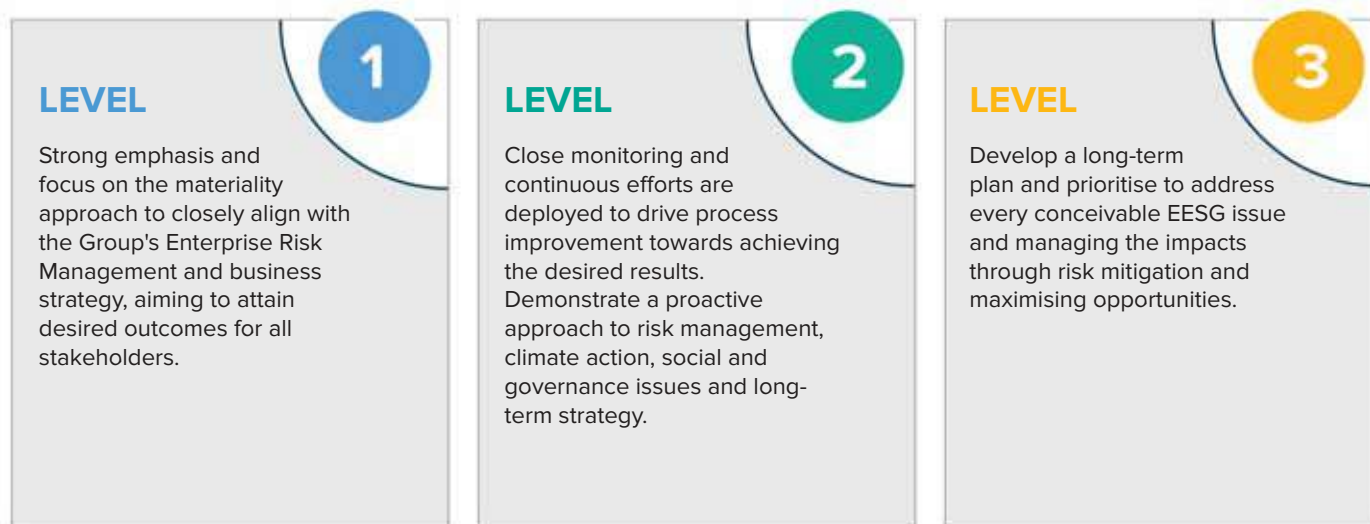 1
LEVEL
Strong emphasis and
focus on the materiality
approach to closely align with
the Group's Enterprise Risk
Management and business
strategy, aiming to attain
desired outcomes for all
stakeholders.
2
LEVEL
Close monitoring and
continuous efforts are
deployed to drive process
improvement towards achieving
the desired results.
Demonstrate a proactive
approach to risk management,
climate action, social and
governance issues and long-
term strategy.
3
LEVEL
Develop a long-term
plan and prioritise to address
every conceivable EESG issue
and managing the impacts
through risk mitigation and
maximising opportunities.